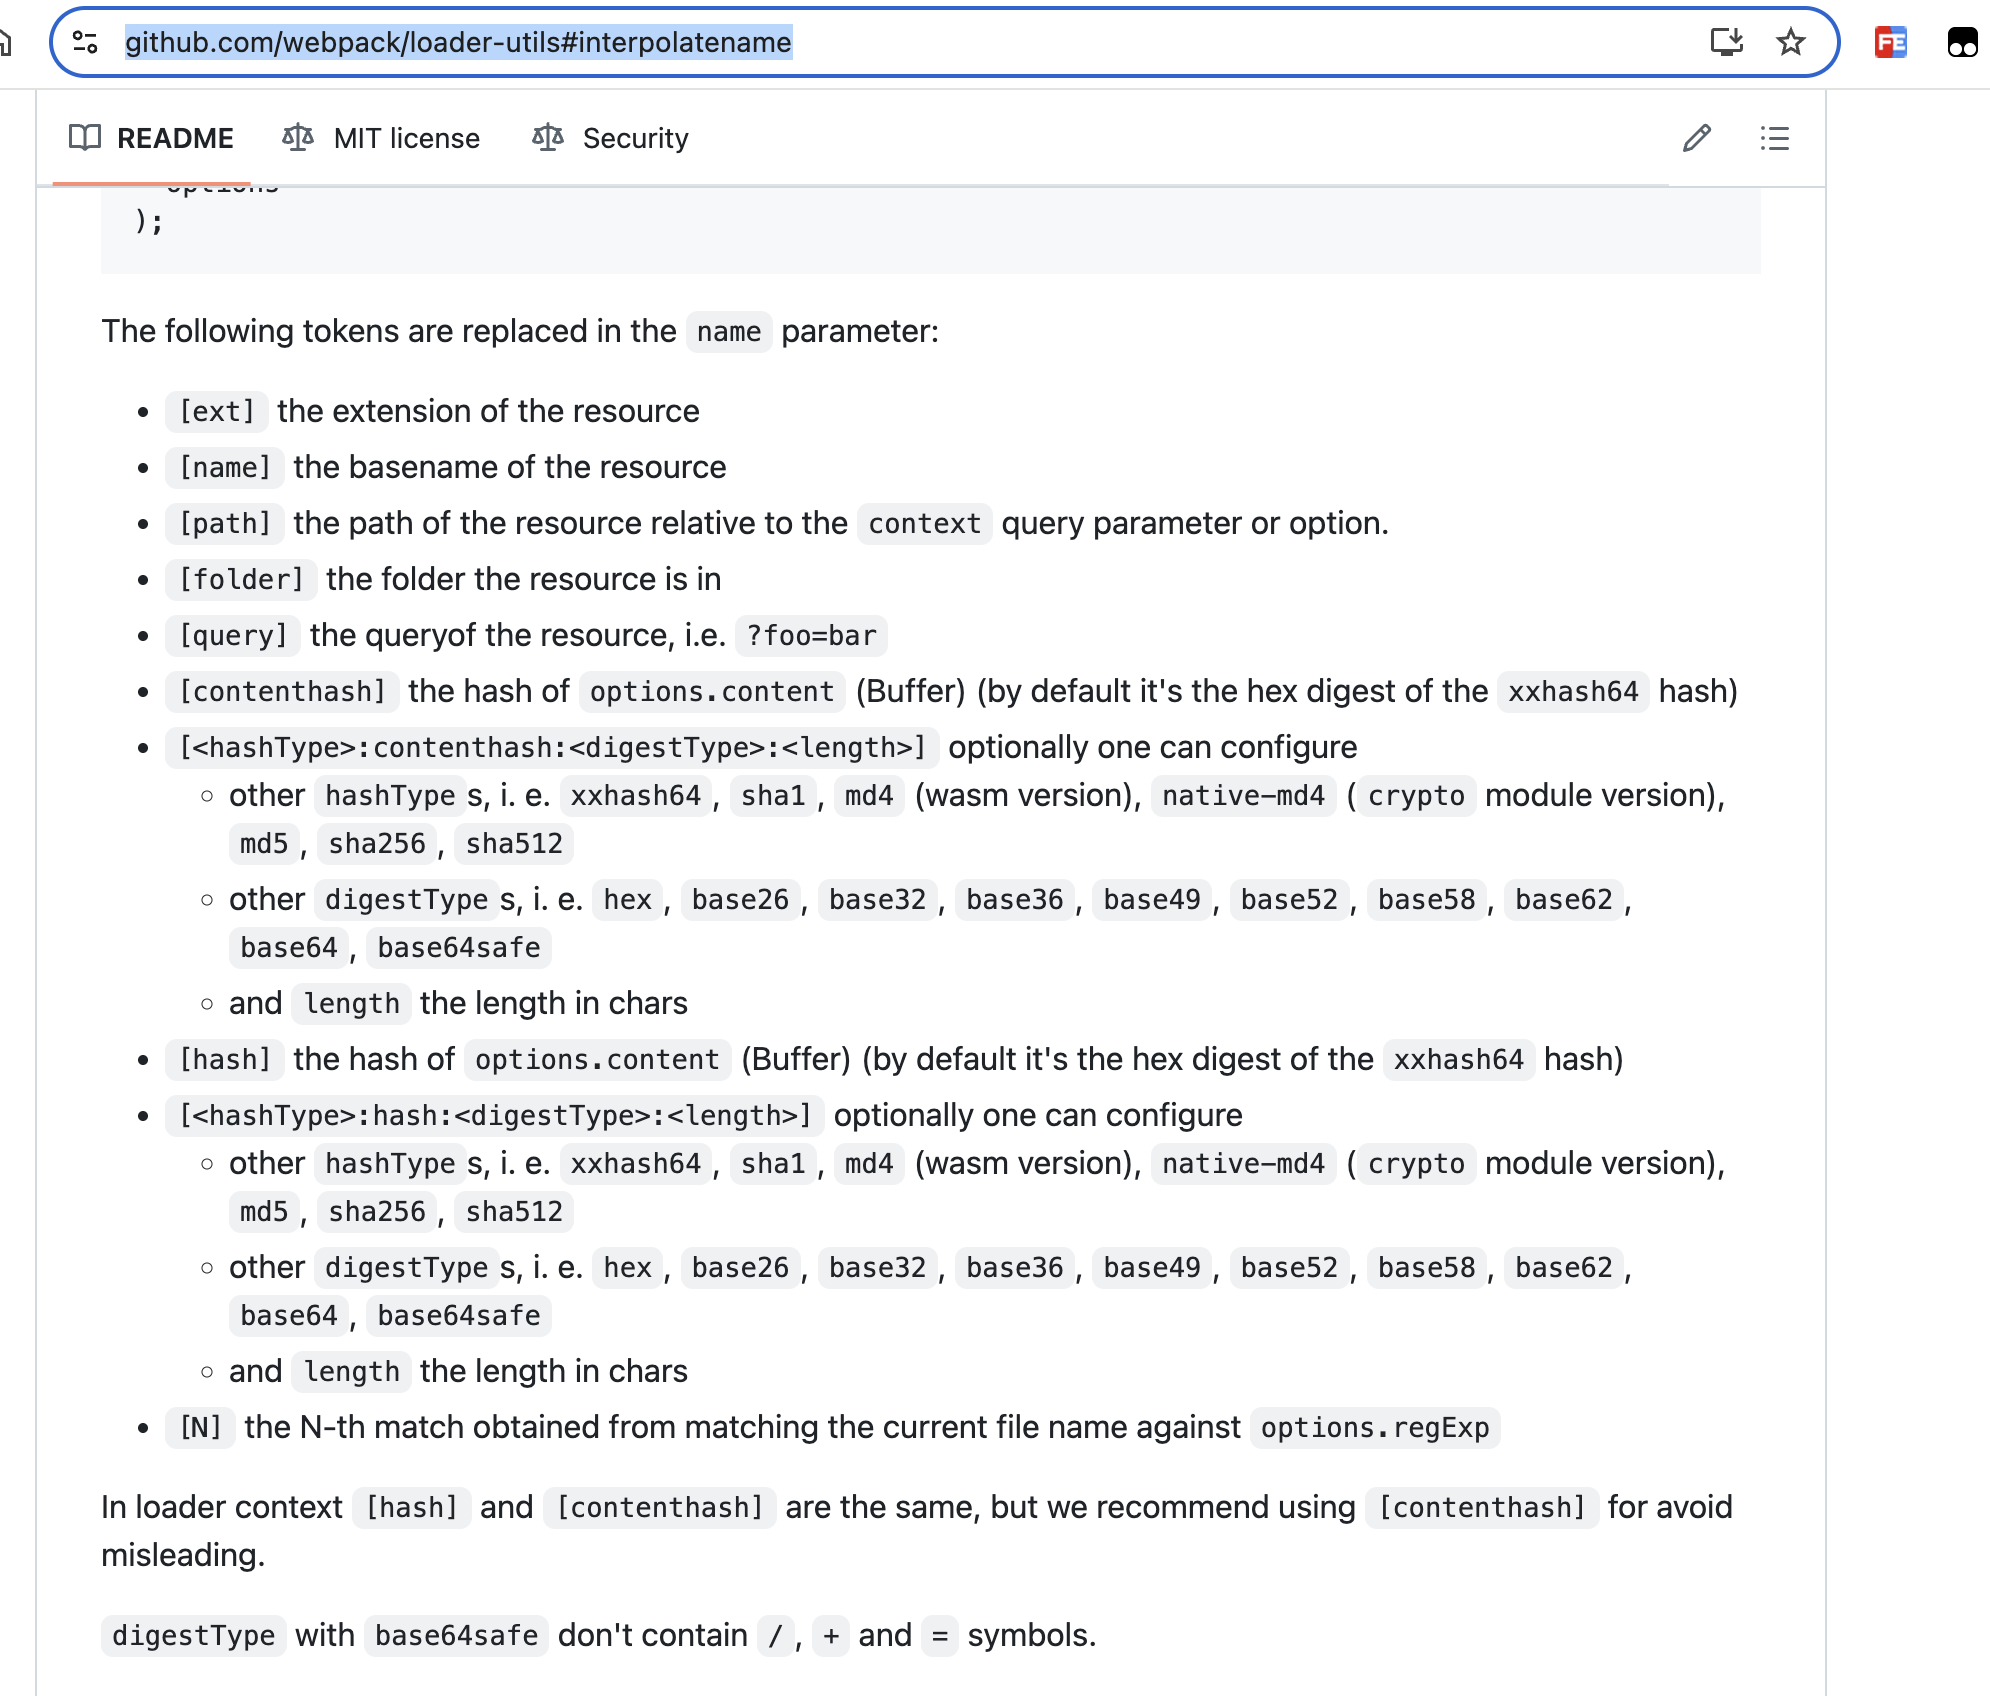 github.com/webpack/loader-utils#interpolatename
FE
README MIT license Security
options
);
The following tokens are replaced in the name parameter:
• [ext] the extension of the resource
• [name] the basename of the resource
• [path] the path of the resource relative to the context query parameter or option.
• [folder] the folder the resource is in
• [query] the queryof the resource, i.e. ?foo=bar
• [contenthash] the hash of options.content (Buffer) (by default it's the hex digest of the xxhash64 hash)
• [<hashType>:contenthash:<digestType>:<length>] optionally one can configure
○ other hashType s, i. e. xxhash64 , sha1 , md4 (wasm version), native-md4 ( crypto module version),
md5 , sha256 , sha512
○ other digestType s, i. e. hex , base26 , base32 , base36 , base49 , base52 , base58 , base62 ,
base64 , base64safe
○ and length the length in chars
• [hash] the hash of options.content (Buffer) (by default it's the hex digest of the xxhash64 hash)
• [<hashType>:hash:<digestType>:<length>] optionally one can configure
○ other hashType s, i. e. xxhash64 , sha1 , md4 (wasm version), native-md4 ( crypto module version),
md5 , sha256 , sha512
○ other digestType s, i. e. hex , base26 , base32 , base36 , base49 , base52 , base58 , base62 ,
base64 , base64safe
○ and length the length in chars
• [N] the N-th match obtained from matching the current file name against options.regExp
In loader context [hash] and [contenthash] are the same, but we recommend using [contenthash] for avoid
misleading.
digestType with base64safe don't contain / , + and = symbols.